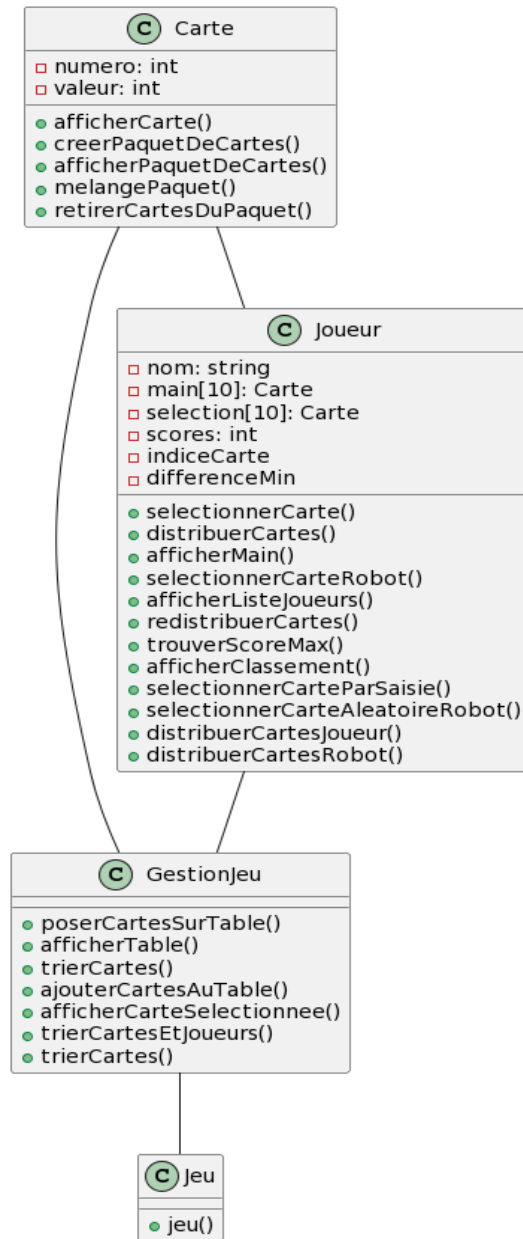 C Carte
numero: int
valeur: int
afficherCarte()
creerPaquetDeCartes()
afficherPaquetDeCartes()
melangePaquet()
retirerCartesDuPaquet()
C Joueur
nom: string
main[10]: Carte
selection[10]: Carte
scores: int
indiceCarte
differenceMin
selectionnerCarte()
distribuerCartes()
afficherMain()
selectionnerCarteRobot()
afficherListeJoueurs()
redistribuerCartes()
trouverScoreMax()
afficherClassement()
selectionnerCarteParSaisie()
selectionnerCarteAleatoireRobot()
distribuerCartesJoueur()
distribuerCartesRobot()
C GestionJeu
poserCartesSurTable()
afficherTable()
trierCartes()
ajouterCartesAuTable()
afficherCarteSelectionnee()
trierCartesEtJoueurs()
trierCartes()
C Jeu
jeu()